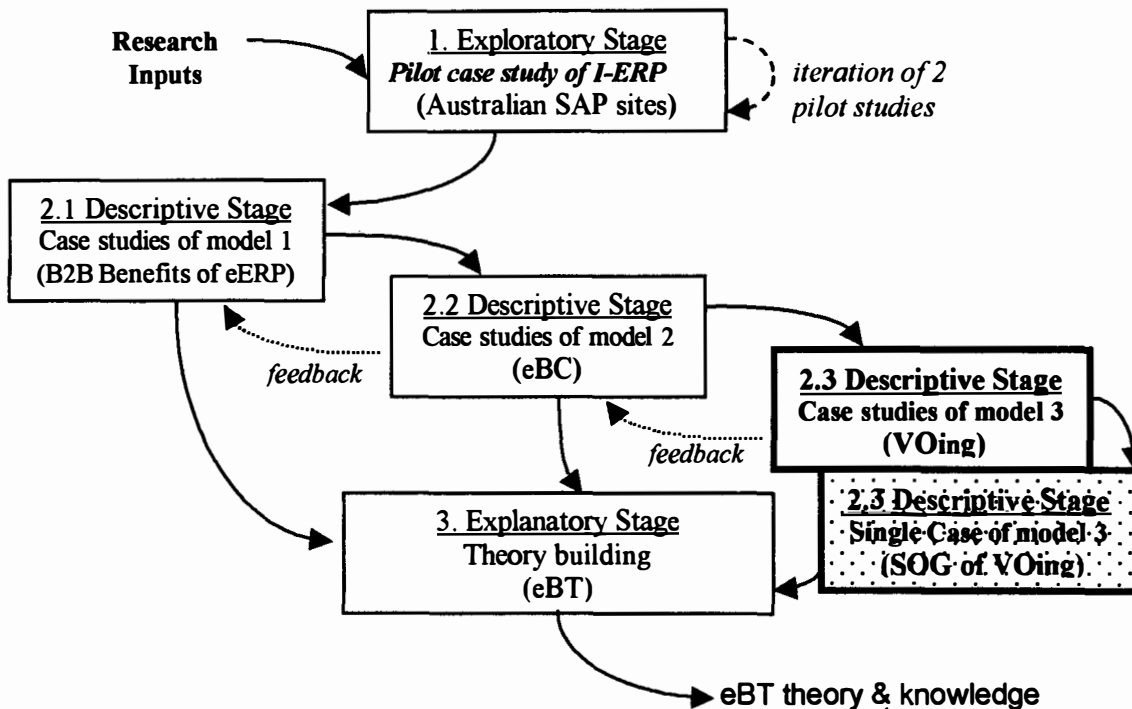 Research
Inputs
1. Exploratory Stage
Pilot case study of I-ERP
(Australian SAP sites)
iteration of 2
pilot studies
2.1 Descriptive Stage
Case studies of model 1
(B2B Benefits of eERP)
2.2 Descriptive Stage
Case studies of model 2
(eBC)
feedback
2.3 Descriptive Stage
Case studies of model 3
(VOing)
feedback
2.3 Descriptive Stage
Single Case of model 3
(SOG of VOing)
3. Explanatory Stage
Theory building
(eBT)
eBT theory & knowledge